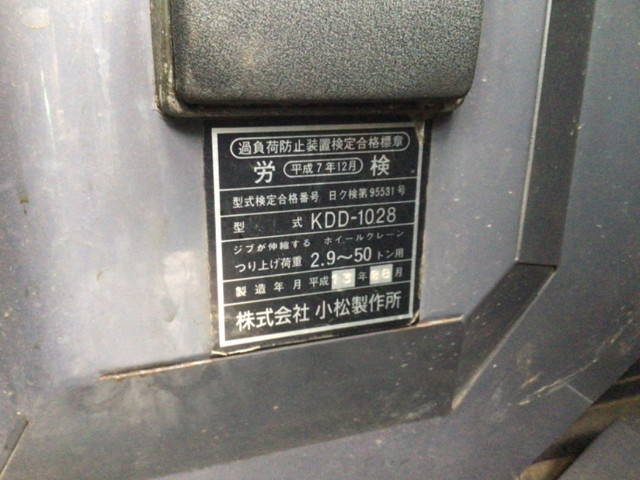 過負荷防止装置検定合格標章
労 平成7年12月 検
型式検定合格番号 日ク検第95531号
型式 KDD-1028
ジブが伸縮する ホイールクレーン
つり上げ荷重 2.9〜50トン用
製造年月 平成13年 月
株式会社 小松製作所